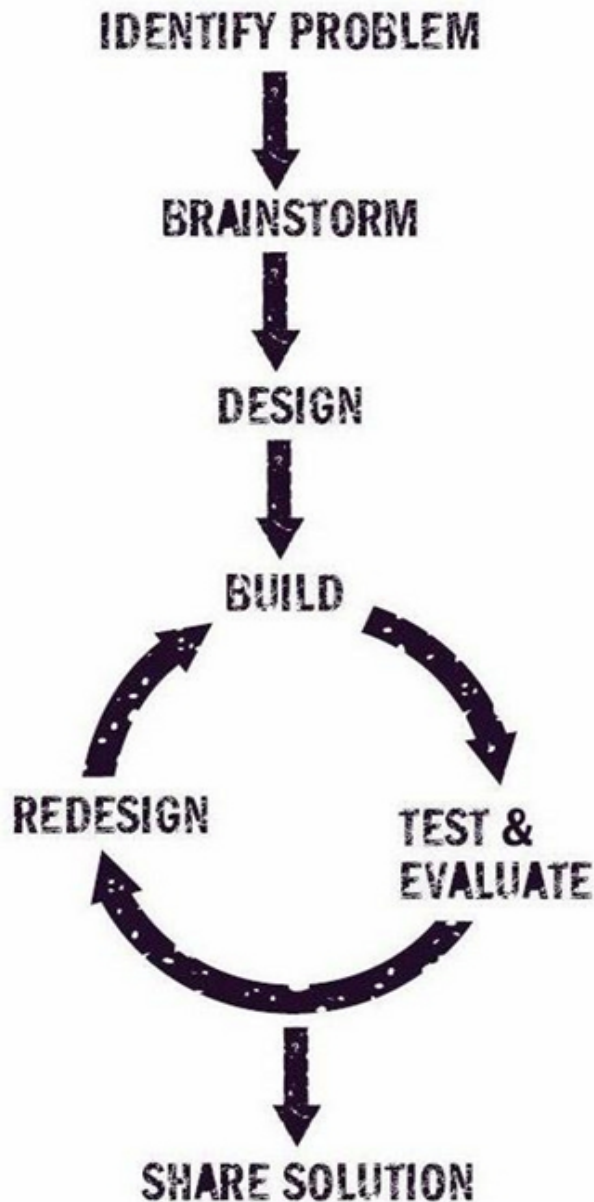 IDENTIFY PROBLEM
BRAINSTORM
DESIGN
BUILD
REDESIGN
TEST &
EVALUATE
SHARE SOLUTION